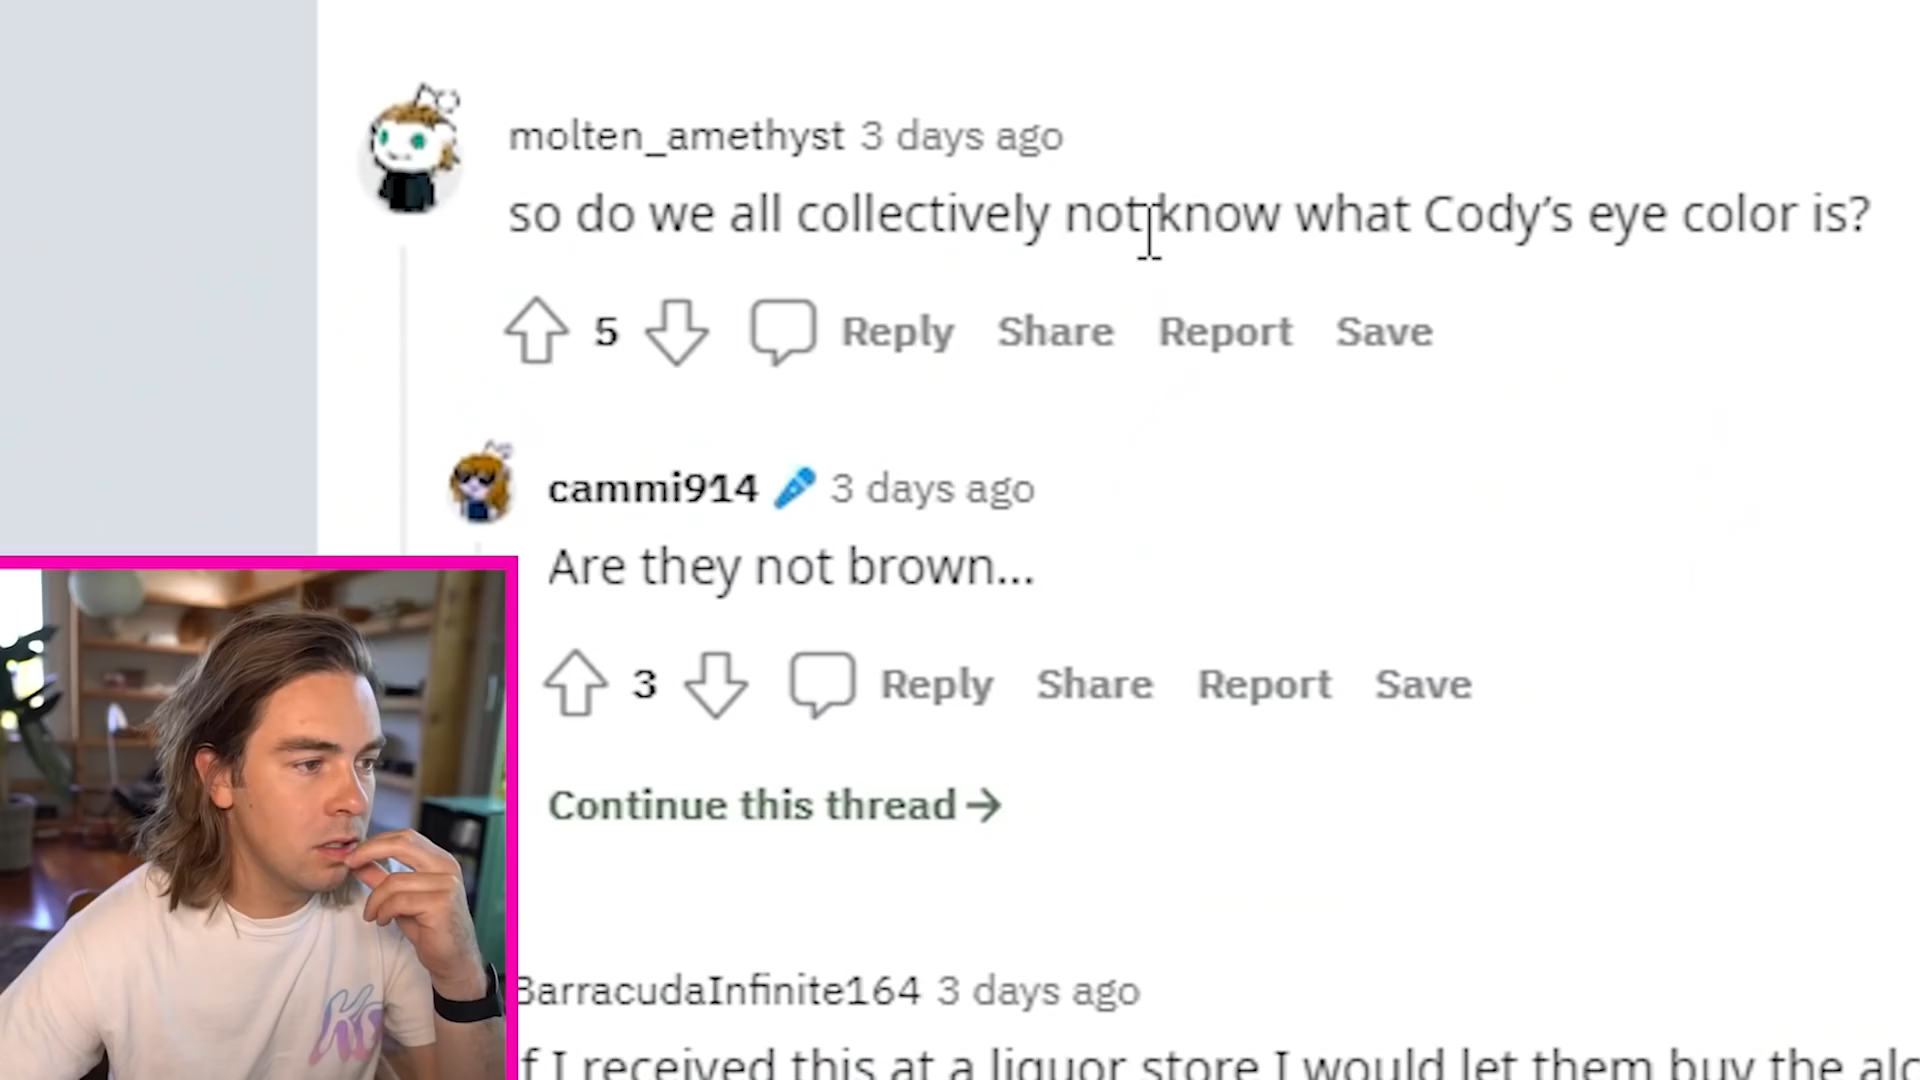 molten_amethyst 3 days ago
so do we all collectively not know what Cody's eye color is?
5 Reply Share Report Save
cammi914 3 days ago
Are they not brown...
3 Reply Share Report Save
Continue this thread
BarracudaInfinite164 3 days ago
f I received this at a liquor store I would let them buy the